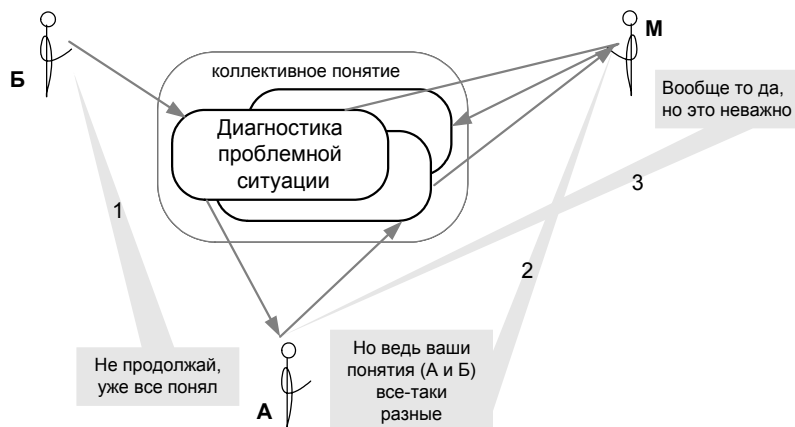 М
Б
коллективное понятие
Диагностика
проблемной
ситуации
Вообще то да,
но это неважно
1
3
2
Не продолжай,
уже все понял
Но ведь ваши
понятия (А и Б)
все-таки
разные
А